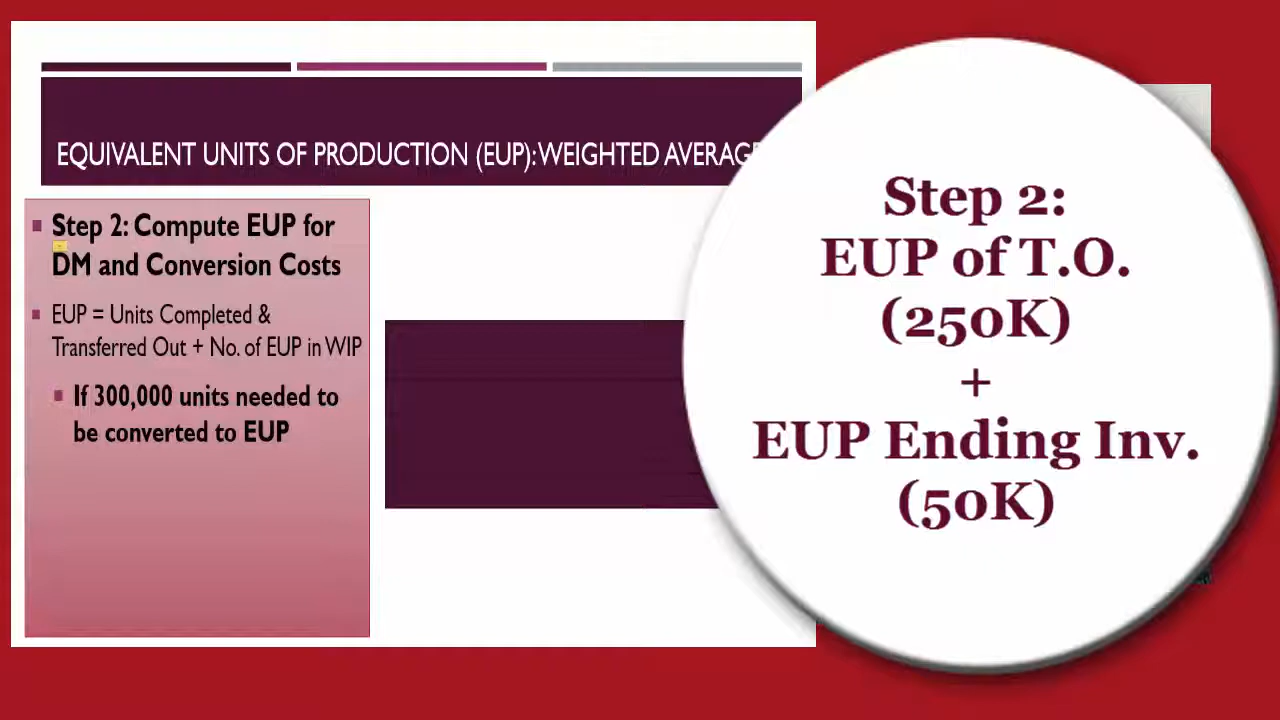 EQUIVALENT UNITS OF PRODUCTION (EUP): WEIGHTED AVERAGE
Step 2: Compute EUP for
DM and Conversion Costs
EUP = Units Completed &
Transferred Out + No. of EUP in WIP
If 300,000 units needed to
be converted to EUP
Step 2:
EUP of T.O.
(250K)
+
EUP Ending Inv.
(50K)